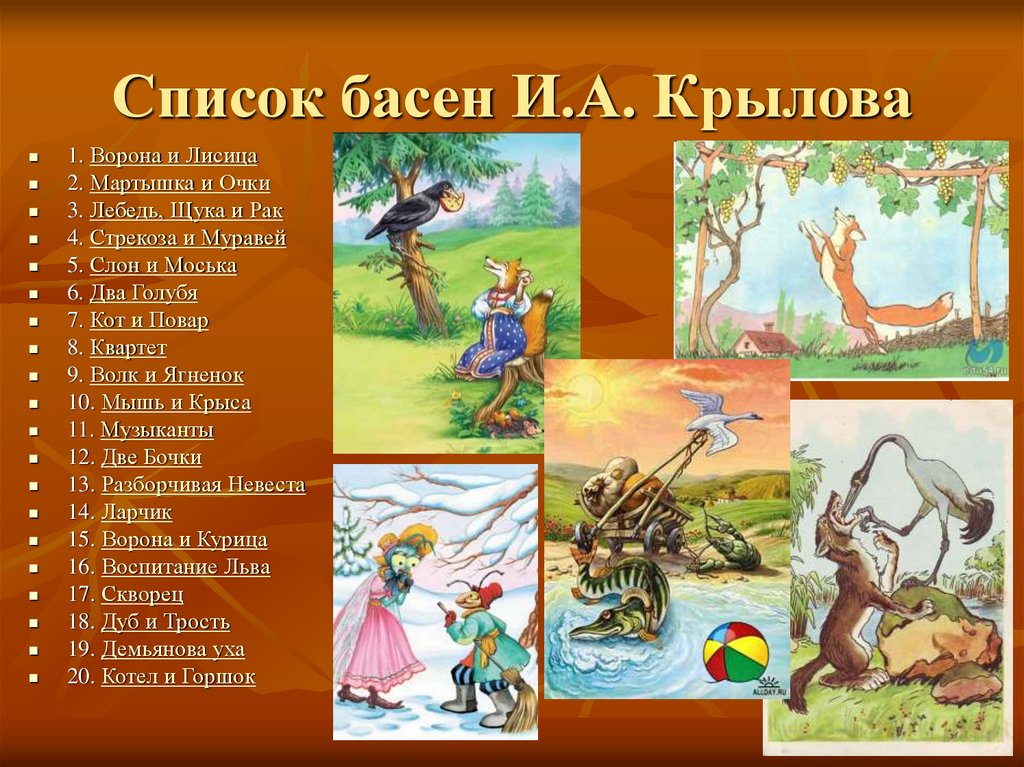 Список басен И.А. Крылова
1. Ворона и Лисица
2. Мартышка и Очки
3. Лебедь, Щука и Рак
4. Стрекоза и Муравей
5. Слон и Моська
6. Два Голубя
7. Кот и Повар
8. Квартет
9. Волк и Ягненок
10. Мышь и Крыса
11. Музыканты
12. Две Бочки
13. Разборчивая Невеста
14. Ларчик
15. Ворона и Курица
16. Воспитание Льва
17. Скворец
18. Дуб и Трость
19. Демьянова уха
20. Котел и Горшок
edu54.ru
ALLDAY.RU